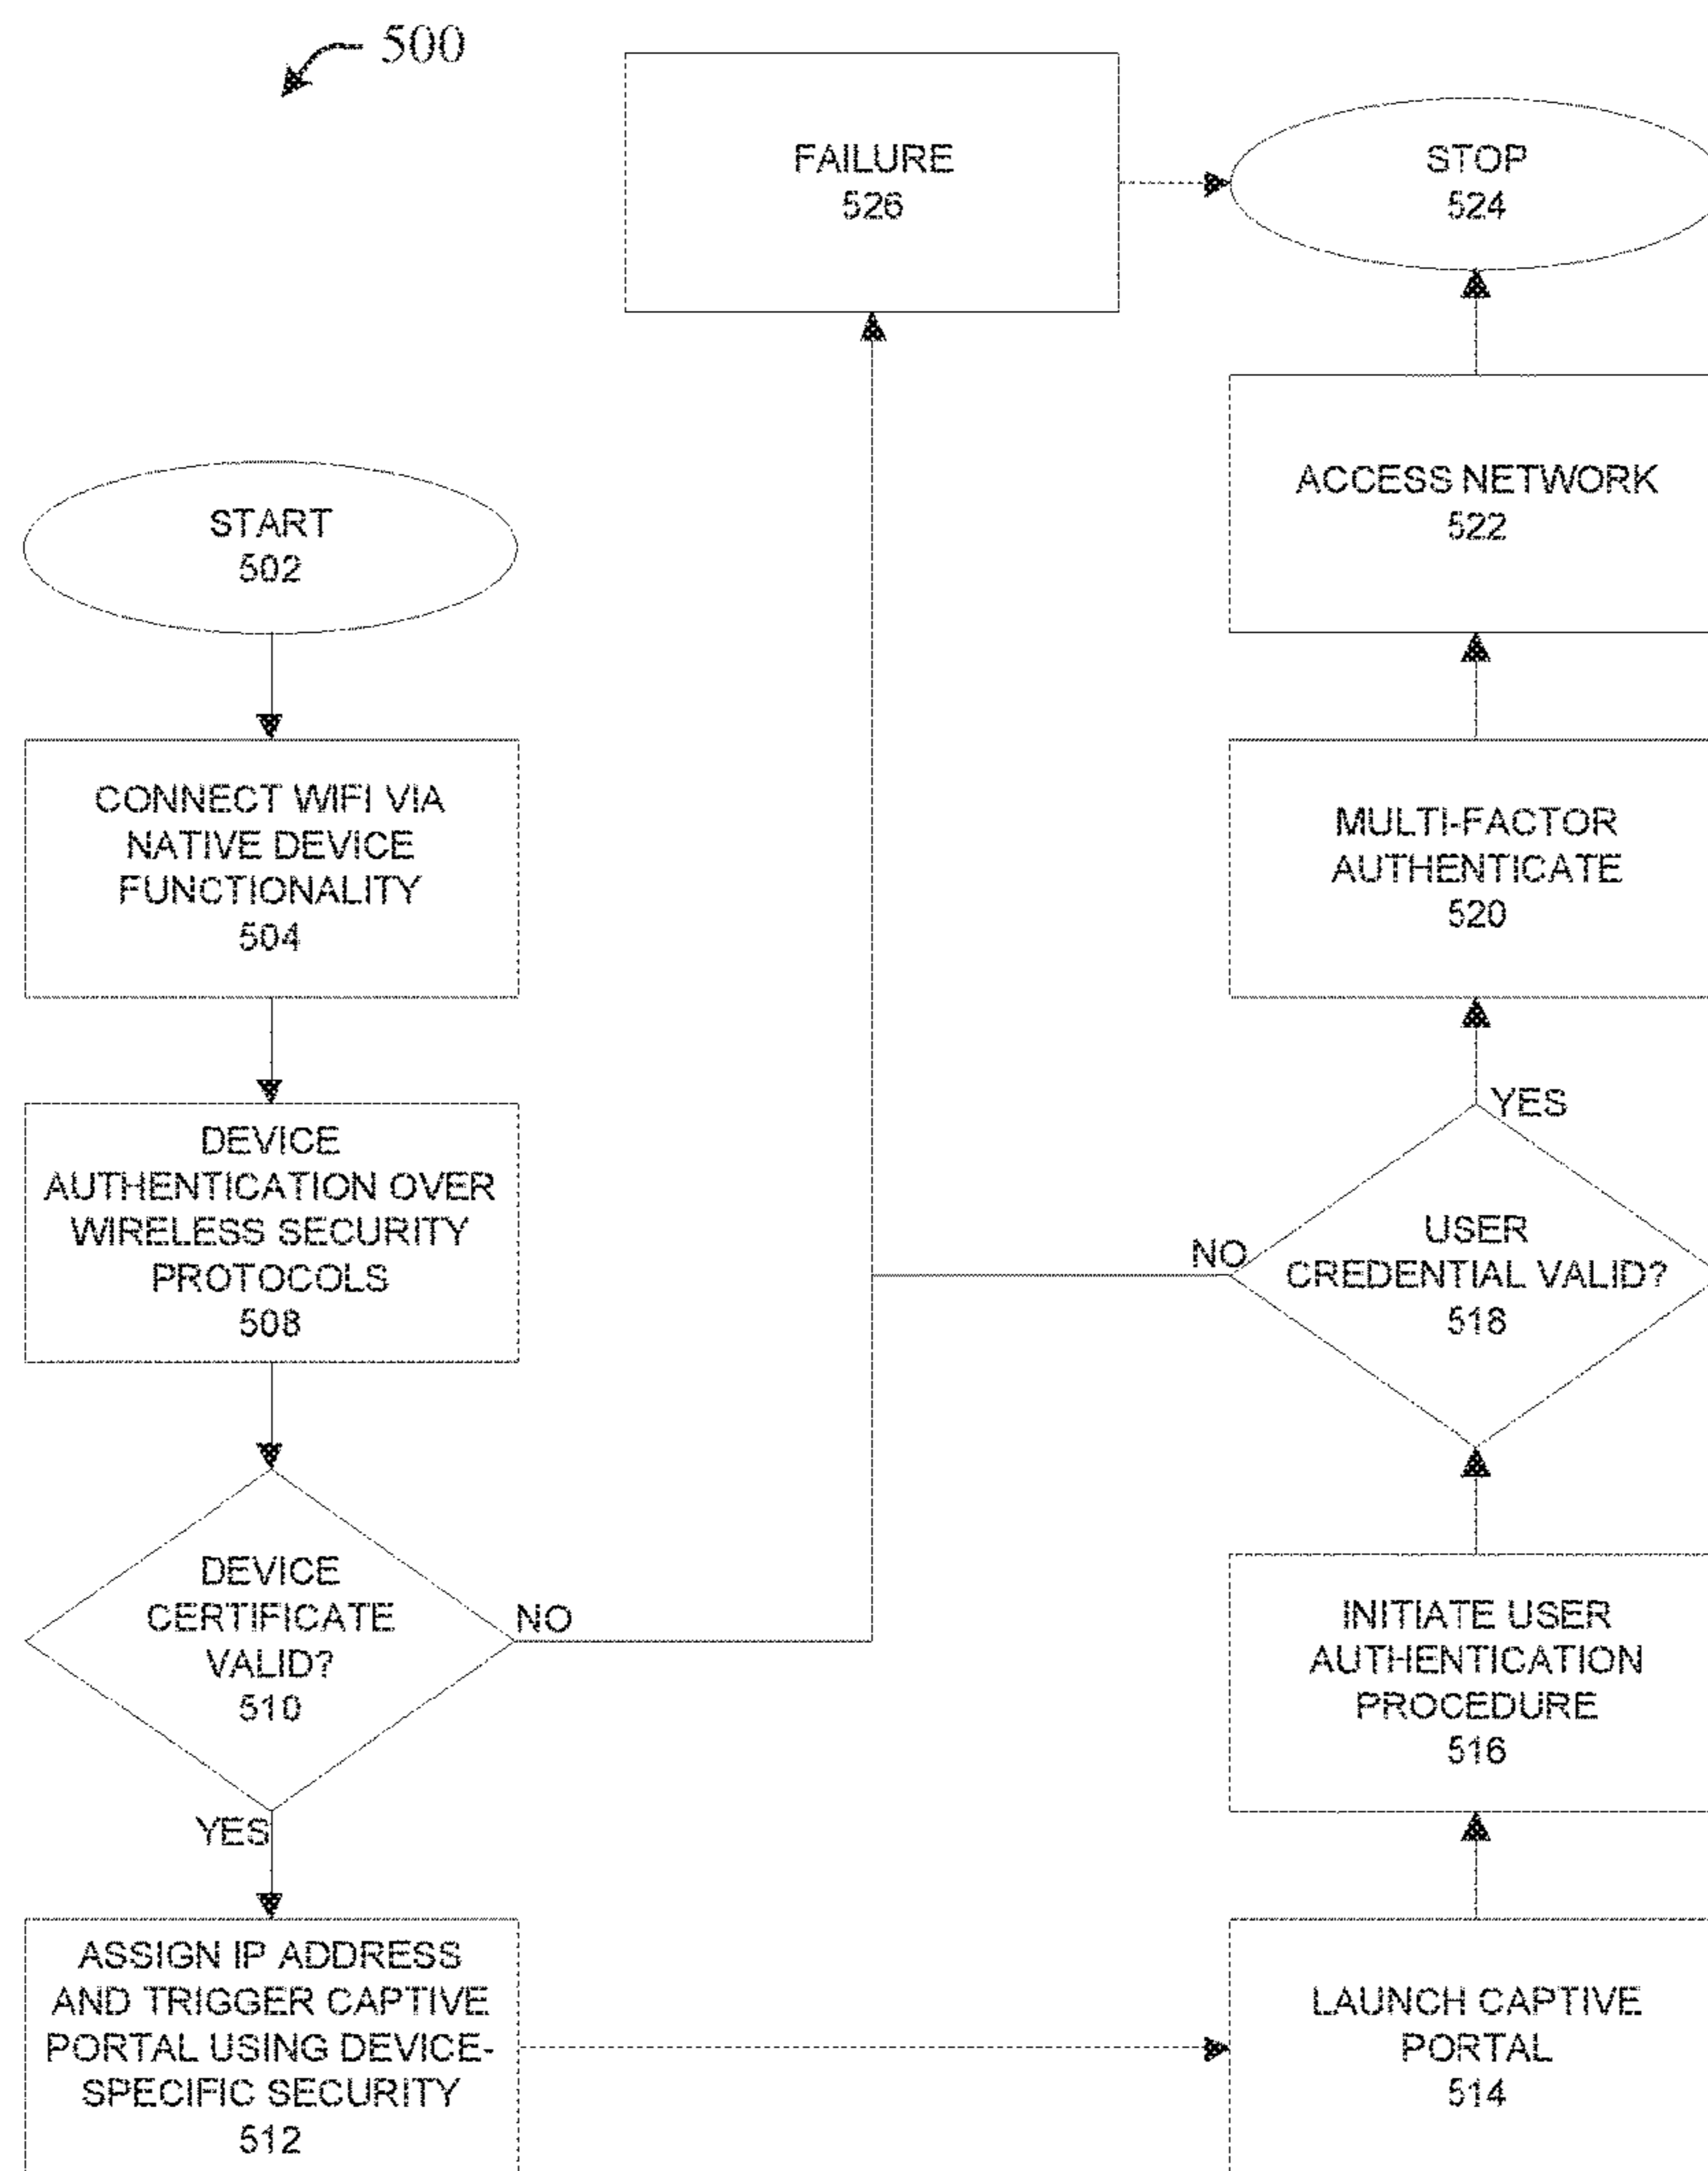 500
FAILURE
526
STOP
524
ACCESS NETWORK
522
START
502
CONNECT WIFI VIA
NATIVE DEVICE
FUNCTIONALITY
504
MULTI-FACTOR
AUTHENTICATE
520
DEVICE
AUTHENTICATION OVER
WIRELESS SECURITY
PROTOCOLS
508
YES
USER
CREDENTIAL VALID?
518
NO
DEVICE
CERTIFICATE
VALID?
510
NO
YES
INITIATE USER
AUTHENTICATION
PROCEDURE
516
ASSIGN IP ADDRESS
AND TRIGGER CAPTIVE
PORTAL USING DEVICE-
SPECIFIC SECURITY
512
LAUNCH CAPTIVE
PORTAL
514